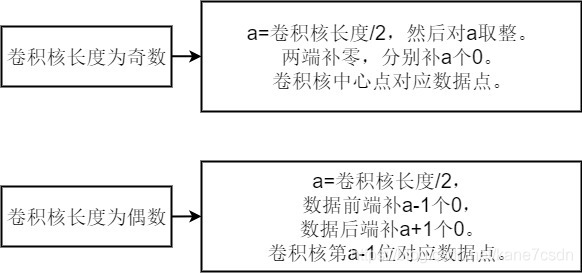 卷积核长度为奇数
a=卷积核长度/2，然后对a取整。
两端补零，分别补a个0。
卷积核中心点对应数据点。
卷积核长度为偶数
a=卷积核长度/2，
数据前端补a-1个0，
数据后端补a+1个0。
卷积核第a-1位对应数据点。